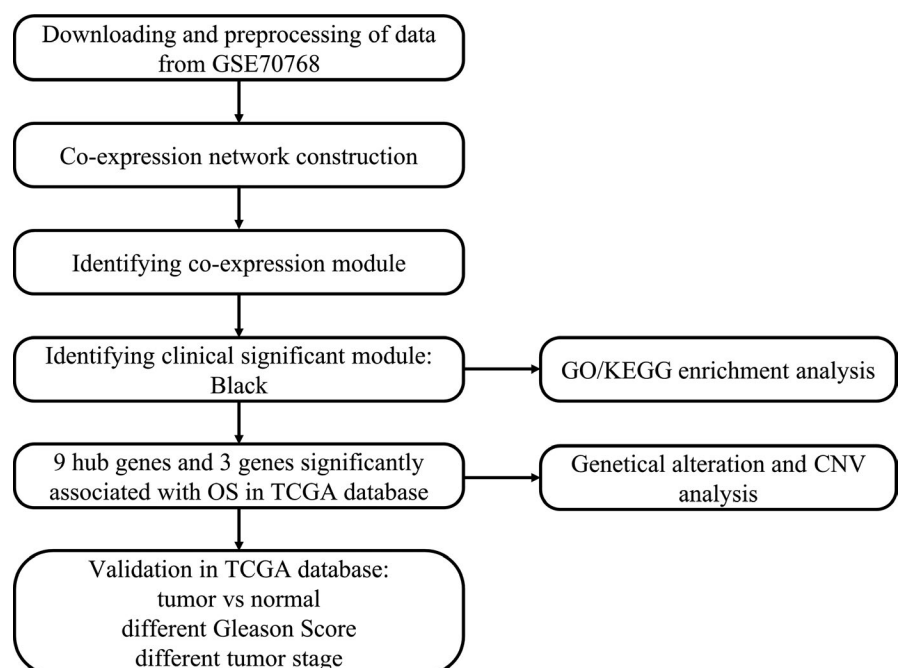 Downloading and preprocessing of data
from GSE70768
Co-expression network construction
Identifying co-expression module
Identifying clinical significant module:
Black
GO/KEGG enrichment analysis
9 hub genes and 3 genes significantly
associated with OS in TCGA database
Genetical alteration and CNV
analysis
Validation in TCGA database:
tumor vs normal
different Gleason Score
different tumor stage